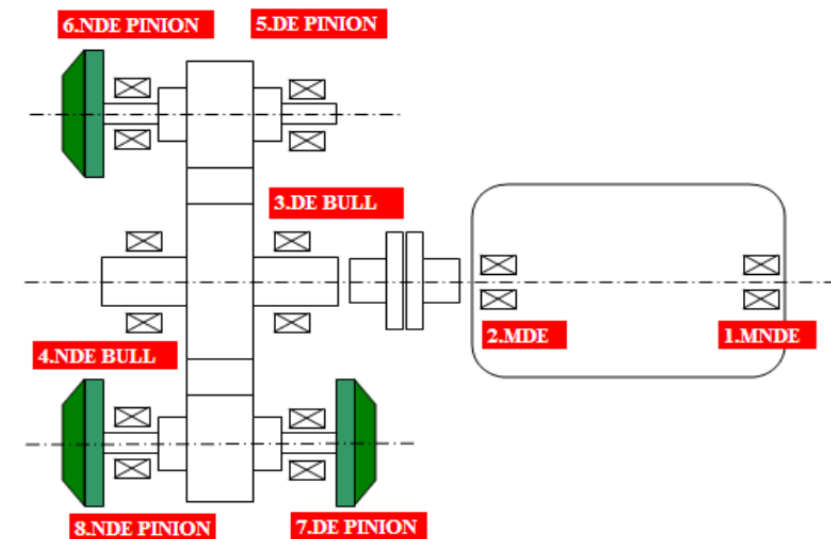 6.NDE PINION
5.DE PINION
3.DE BULL
2.MDE
1.MNDE
4.NDE BULL
8.NDE PINION
7.DE PINION